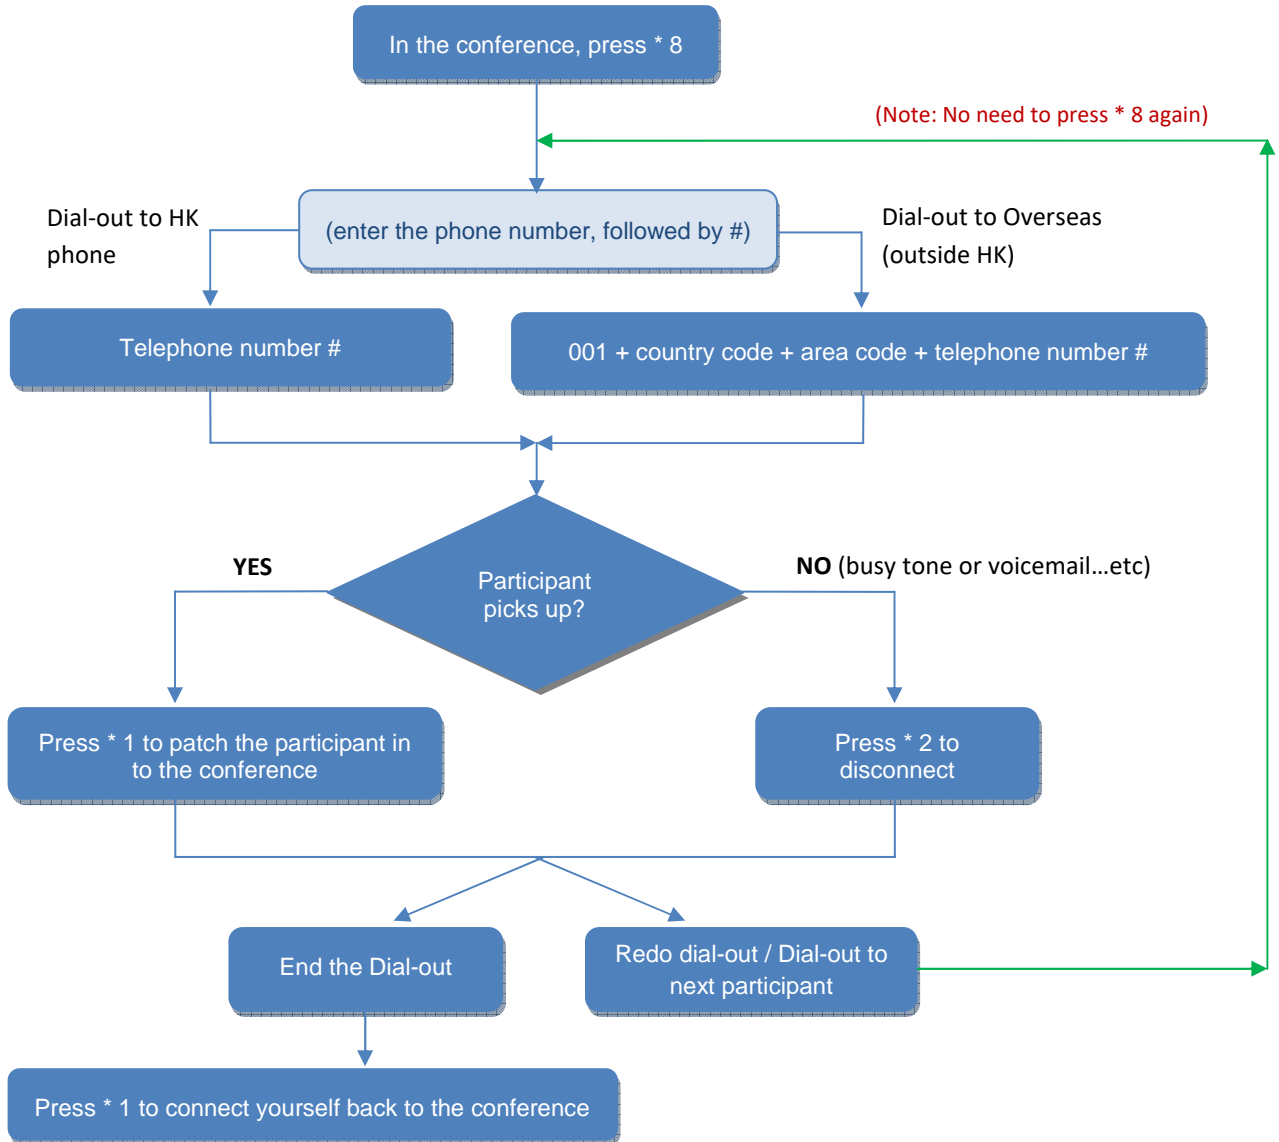 In the conference, press * 8
(Note: No need to press * 8 again)
Dial-out to HK
phone
(enter the phone number, followed by #)
Dial-out to Overseas
(outside HK)
Telephone number #
001 + country code + area code + telephone number #
YES
Participant
picks up?
NO (busy tone or voicemail...etc)
Press * 1 to patch the participant in
to the conference
Press * 2 to
disconnect
End the Dial-out
Redo dial-out / Dial-out to
next participant
Press * 1 to connect yourself back to the conference